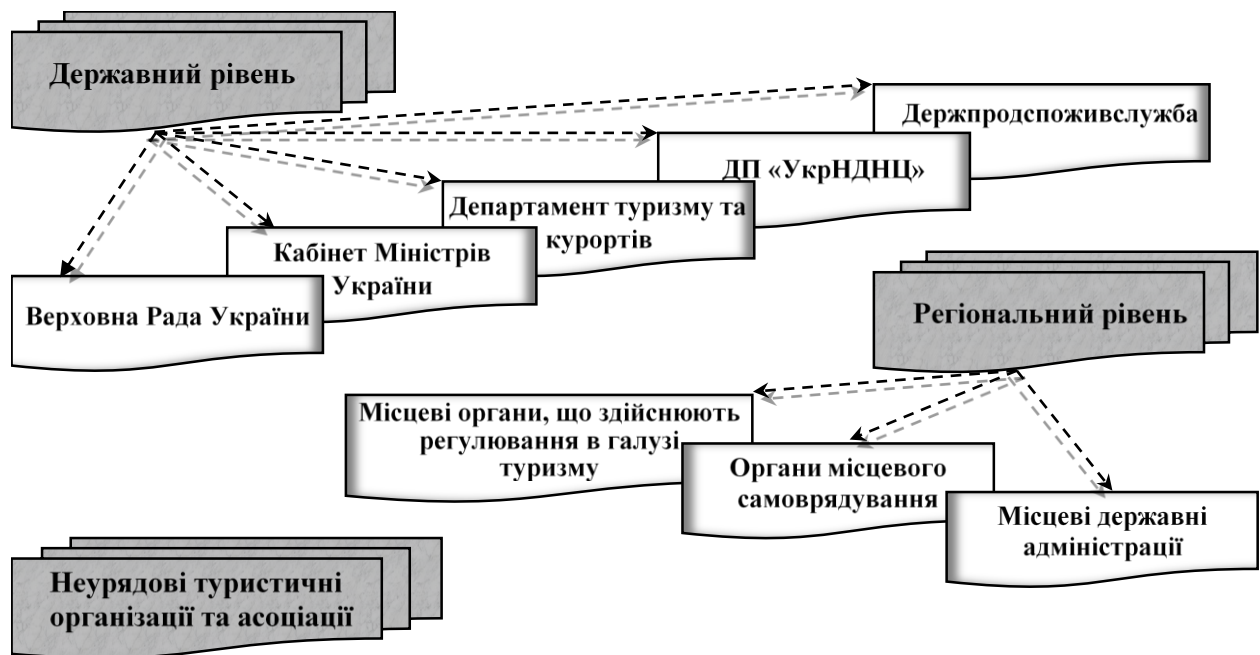 Державний рівень
Держпродспоживслужба
ДП «УкрНДНЦ»
Департамент туризму та
курортів
Кабінет Міністрів
України
Верховна Рада України
Регіональний рівень
Місцеві органи, що здійснюють
регулювання в галузі
туризму
Органи місцевого
самоврядування
Місцеві державні
адміністрації
Неурядові туристичні
організації та асоціації